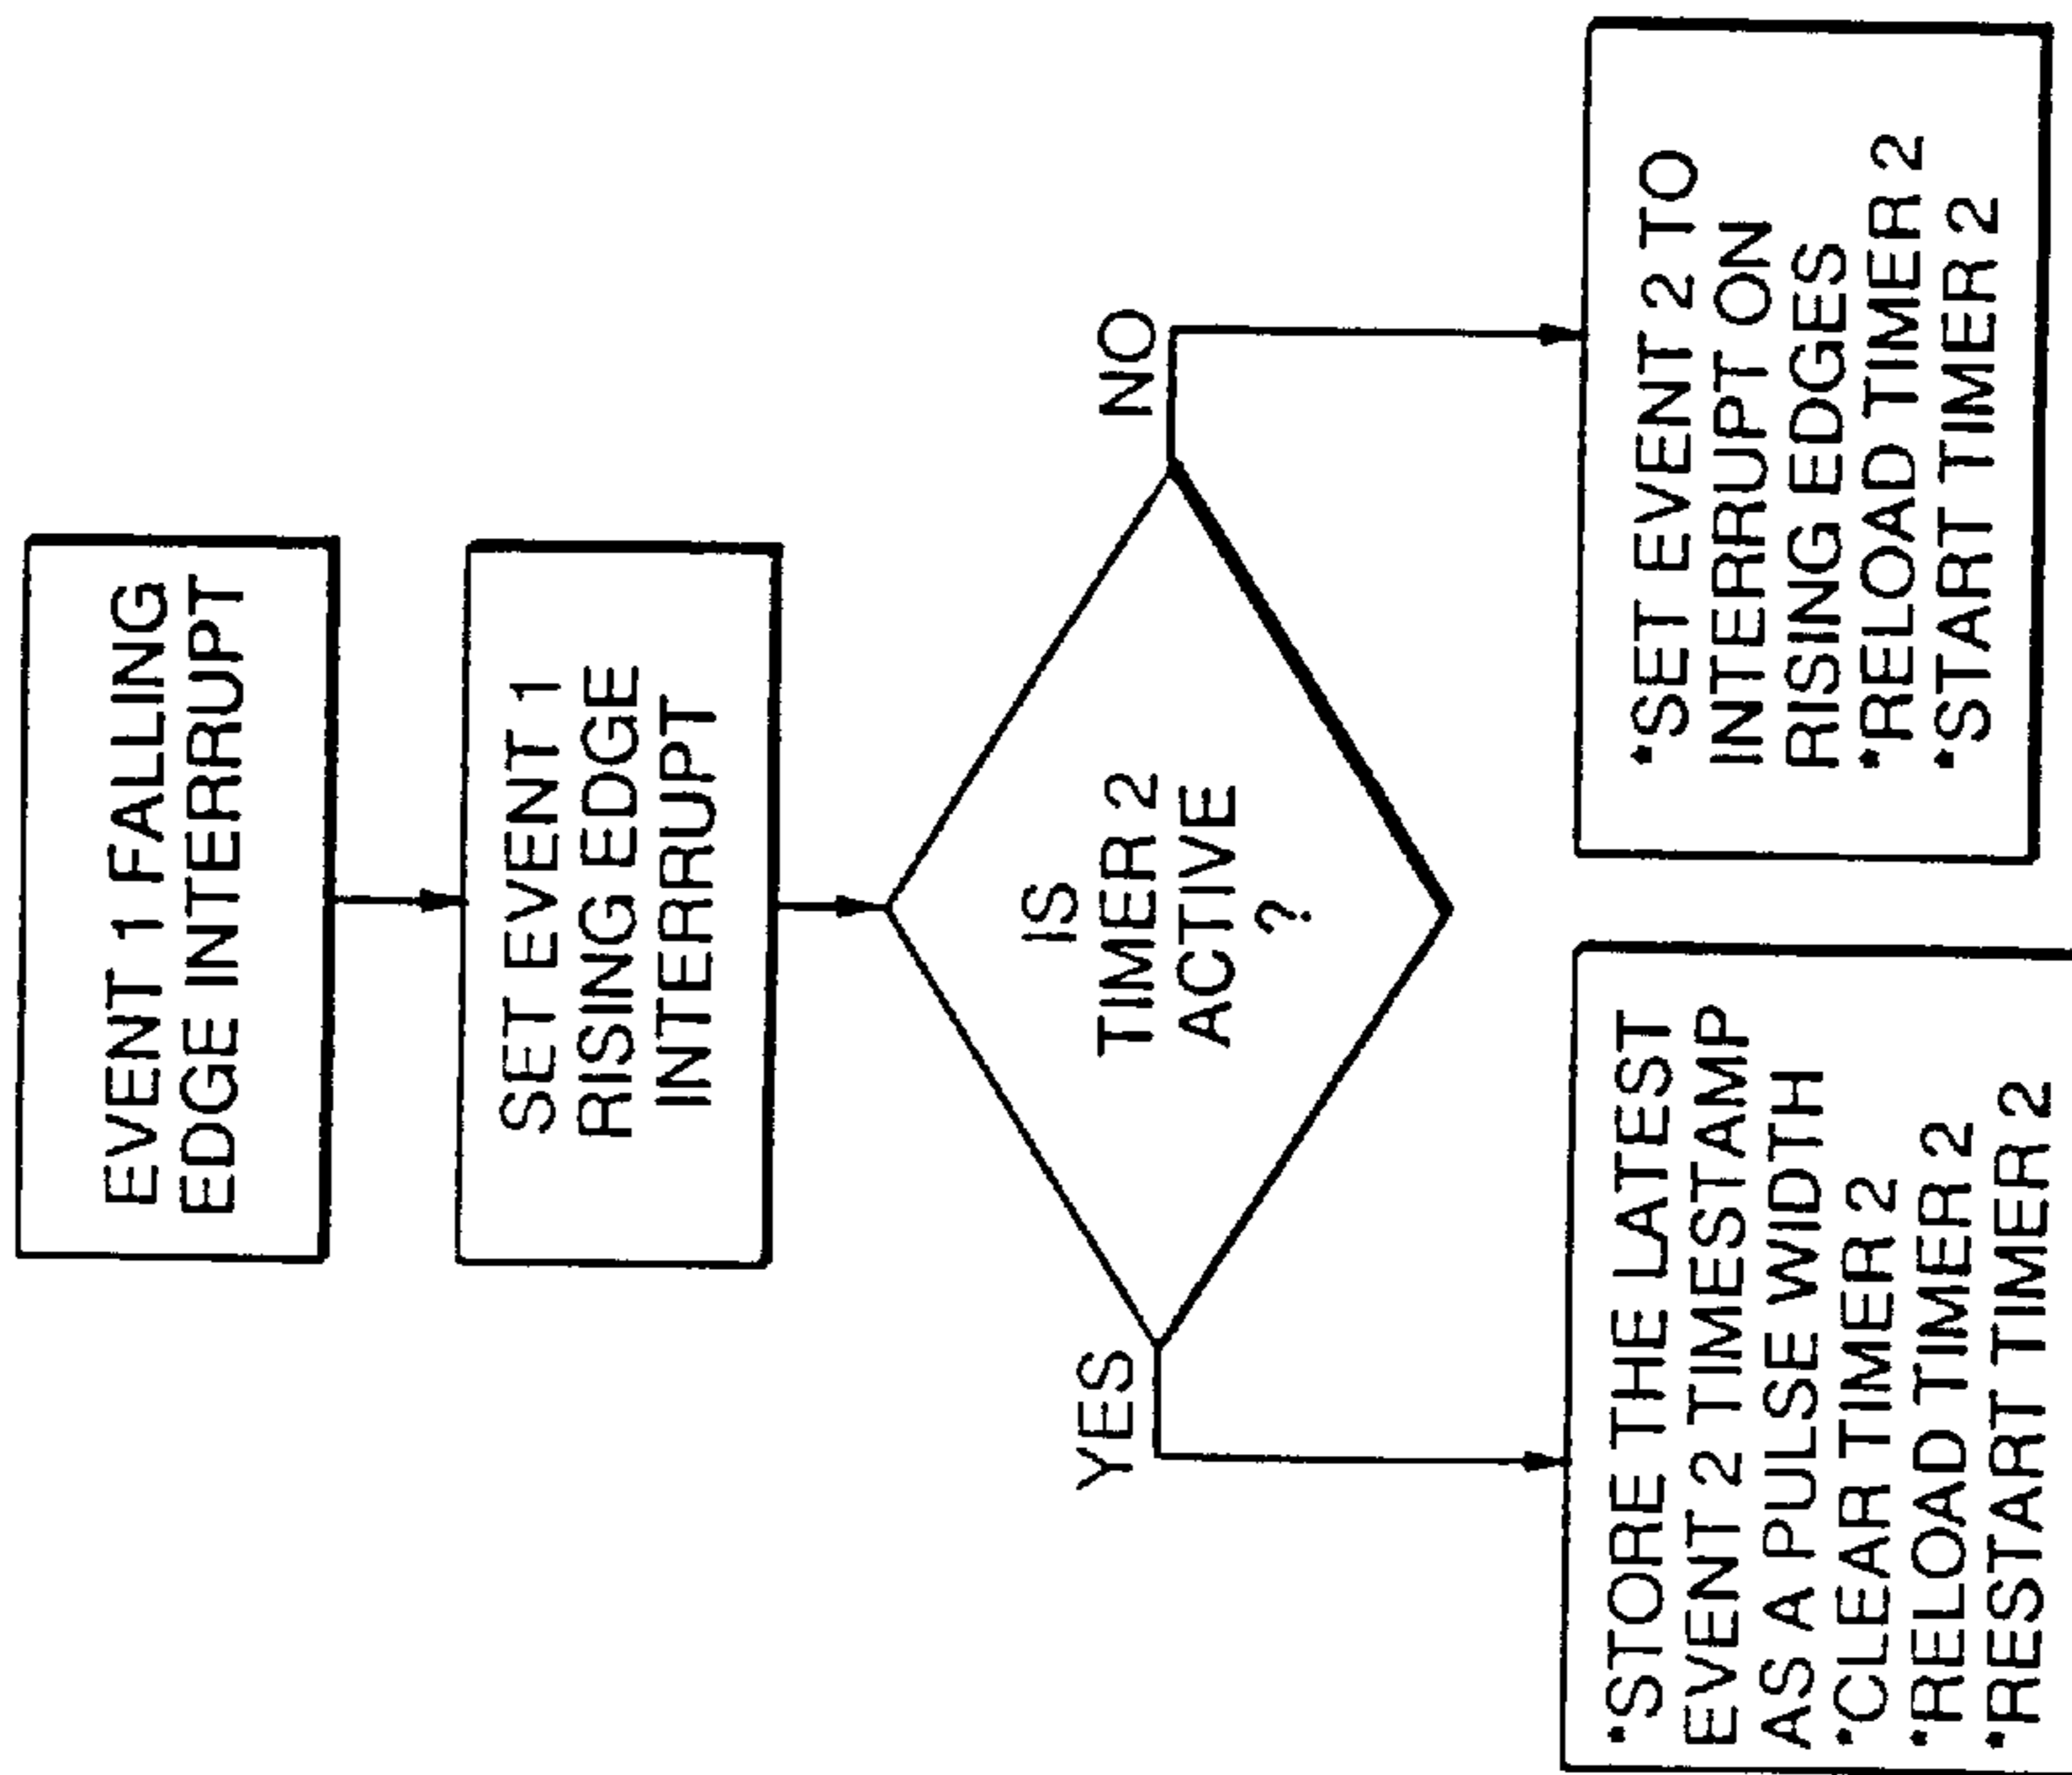 EVENT 1 FALLING
EDGE INTERRUPT
SET EVENT 1
RISING EDGE
INTERRUPT
IS
TIMER 2
ACTIVE
?
YES
NO
•STORE THE LATEST
EVENT 2 TIMESTAMP
AS A PULSE WIDTH
•CLEAR TIMER 2
•RELOAD TIMER 2
•RESTART TIMER 2
•SET EVENT 2 TO
INTERRUPT ON
RISING EDGES
•RELOAD TIMER 2
•START TIMER 2